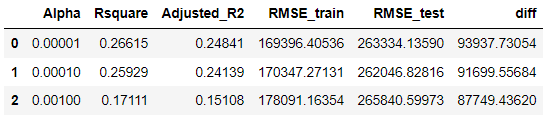 Alpha Rsquare Adjusted_R2 RMSE_train RMSE_test diff
0 0.00001 0.26615 0.24841 169396.40536 263334.13590 93937.73054
1 0.00010 0.25929 0.24139 170347.27131 262046.82816 91699.55684
2 0.00100 0.17111 0.15108 178091.16354 265840.59973 87749.43620